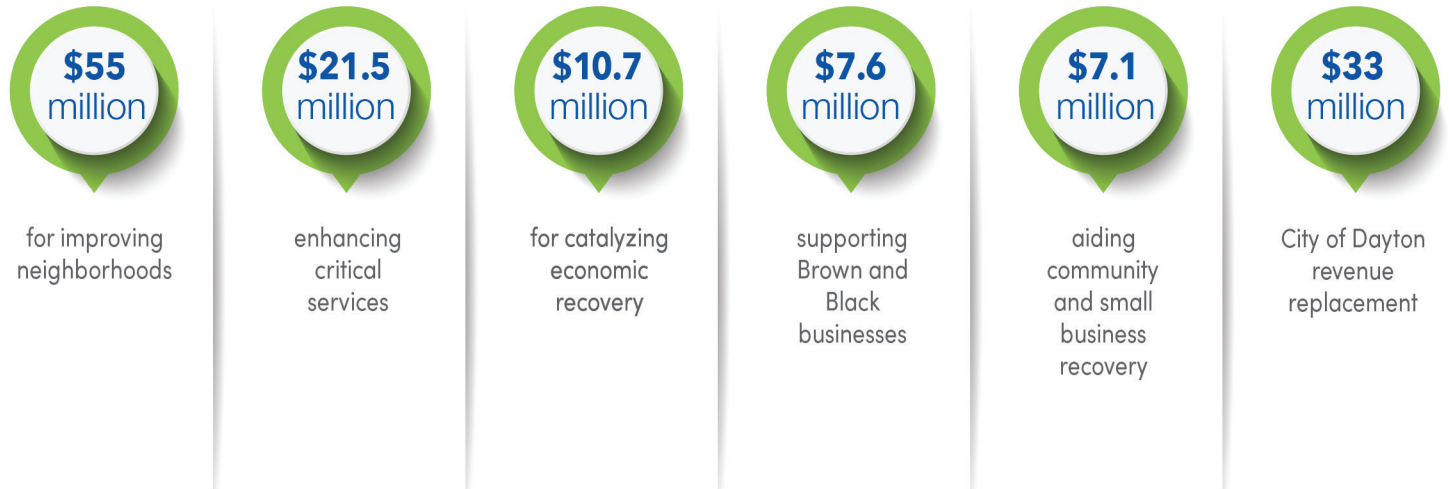 $55
million
for improving
neighborhoods
$21.5
million
enhancing
critical
services
$10.7
million
for catalyzing
economic
recovery
$7.6
million
supporting
Brown and
Black
businesses
$7.1
million
aiding
community
and small
business
recovery
$33
million
City of Dayton
revenue
replacement